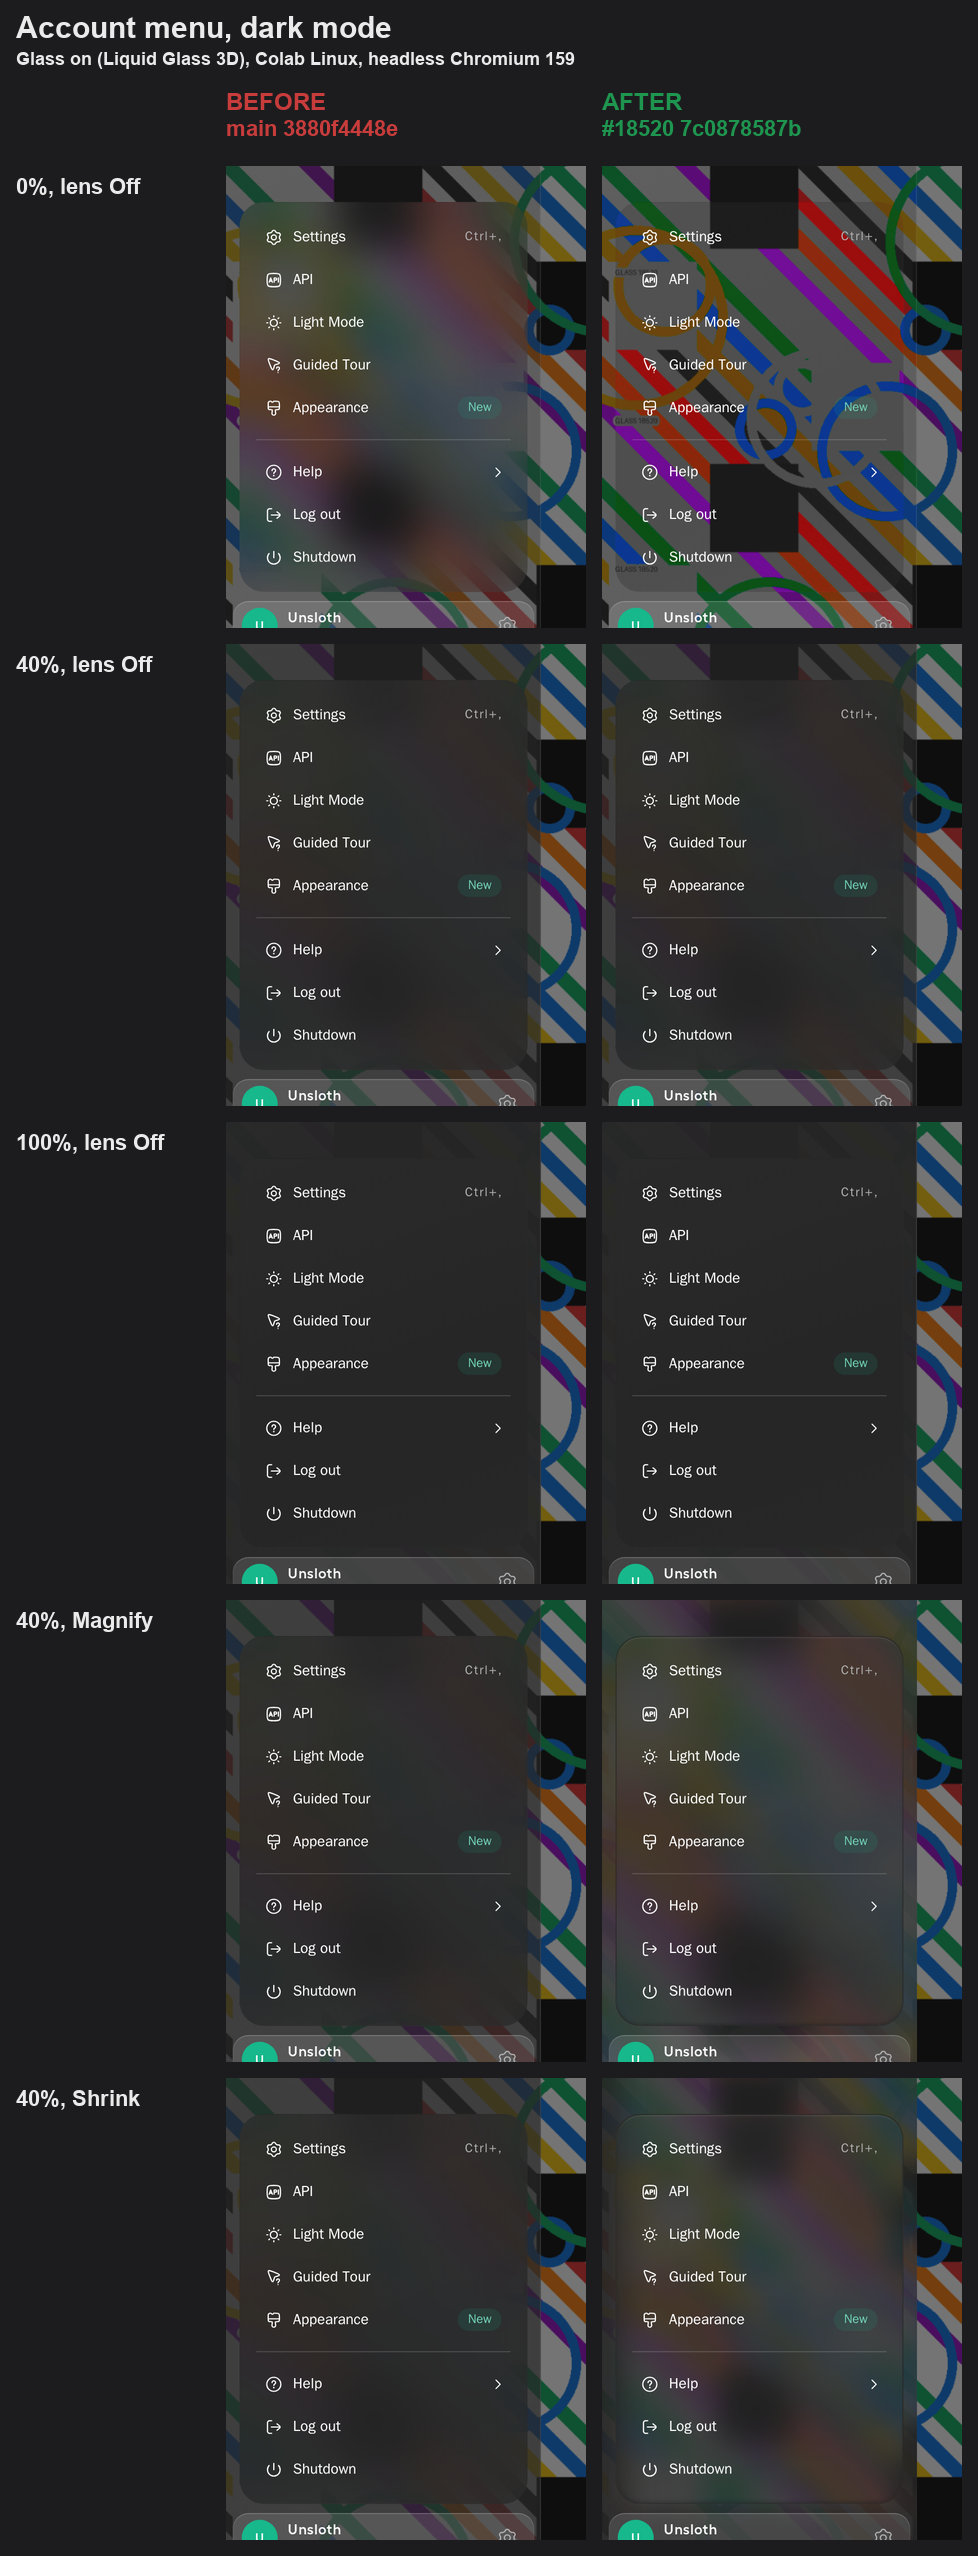 Account menu, dark mode
Glass on (Liquid Glass 3D), Colab Linux, headless Chromium 159
BEFORE
main 3880f4448e
AFTER
#18520 7c0878587b
0%, lens Off
Settings Ctrl+,
API
Light Mode
Guided Tour
Appearance New
Help
Log out
Shutdown
Unsloth
Settings Ctrl+,
GLASS 18520
API
Light Mode
Guided Tour
Appearance New
GLASS 18520
Help
Log out
Shutdown
GLASS 18520
Unsloth
40%, lens Off
Settings Ctrl+,
API
Light Mode
Guided Tour
Appearance New
Help
Log out
Shutdown
Unsloth
Settings Ctrl+,
API
Light Mode
Guided Tour
Appearance New
Help
Log out
Shutdown
Unsloth
100%, lens Off
Settings Ctrl+,
API
Light Mode
Guided Tour
Appearance New
Help
Log out
Shutdown
Unsloth
Settings Ctrl+,
API
Light Mode
Guided Tour
Appearance New
Help
Log out
Shutdown
Unsloth
40%, Magnify
Settings Ctrl+,
API
Light Mode
Guided Tour
Appearance New
Help
Log out
Shutdown
Unsloth
Settings Ctrl+,
API
Light Mode
Guided Tour
Appearance New
Help
Log out
Shutdown
Unsloth
40%, Shrink
Settings Ctrl+,
API
Light Mode
Guided Tour
Appearance New
Help
Log out
Shutdown
Unsloth
Settings Ctrl+,
API
Light Mode
Guided Tour
Appearance New
Help
Log out
Shutdown
Unsloth